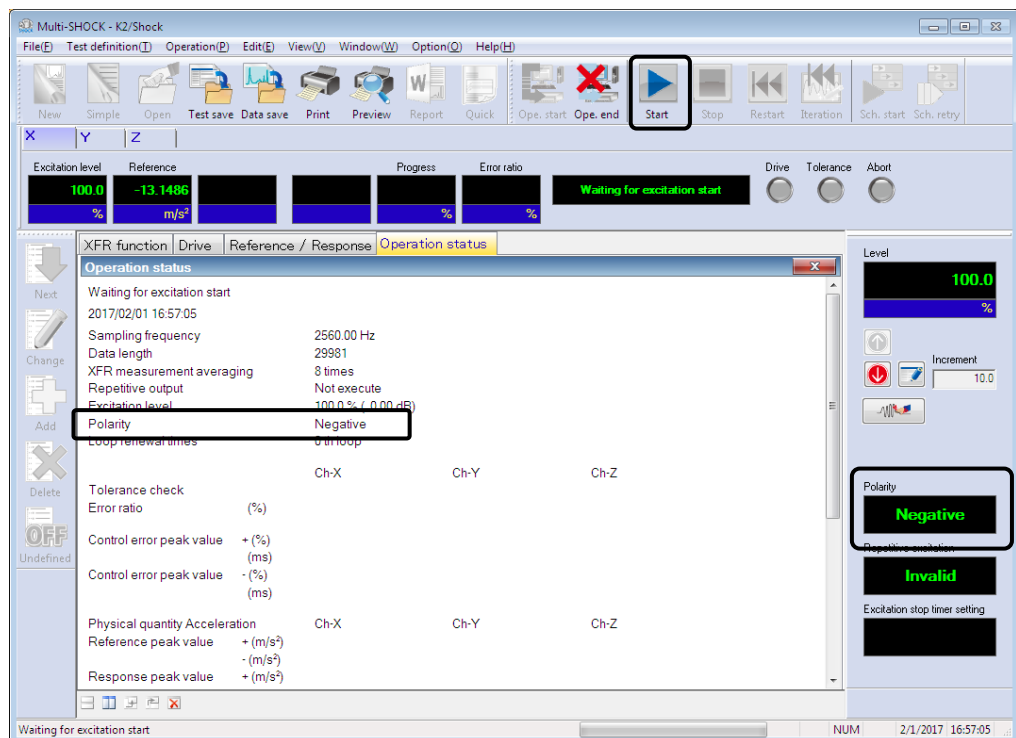 Multi-SHOCK - K2/Shock
File(F) Test definition(T) Operation(P) Edit(E) View(V) Window(W) Option(O) Help(H)
New Simple Open Test save Data save Print Preview Report Quick Ope. start Ope. end Start Stop Restart Iteration Sch. start Sch. retry
X Y Z
Excitation level Reference Progress Error ratio Drive Tolerance Abort
100.0 -13.1486 Waiting for excitation start
% m/s² % %
XFR function Drive Reference / Response Operation status
Operation status
Waiting for excitation start
2017/02/01 16:57:05
Sampling frequency 2560.00 Hz
Data length 29981
XFR measurement averaging 8 times
Repetitive output Not execute
Excitation level 100.0 % ( 0.00 dB)
Polarity Negative
Loop renewal times 0 th loop
Ch-X Ch-Y Ch-Z
Tolerance check
Error ratio (%)
Control error peak value + (%)
(ms)
Control error peak value - (%)
(ms)
Physical quantity Acceleration Ch-X Ch-Y Ch-Z
Reference peak value + (m/s²)
- (m/s²)
Response peak value + (m/s²)
Next
Change
Add
Delete
OFF
Undefined
Level
100.0
%
Increment
10.0
Polarity
Negative
Repetitive excitation
Invalid
Excitation stop timer setting
Waiting for excitation start NUM 2/1/2017 16:57:05